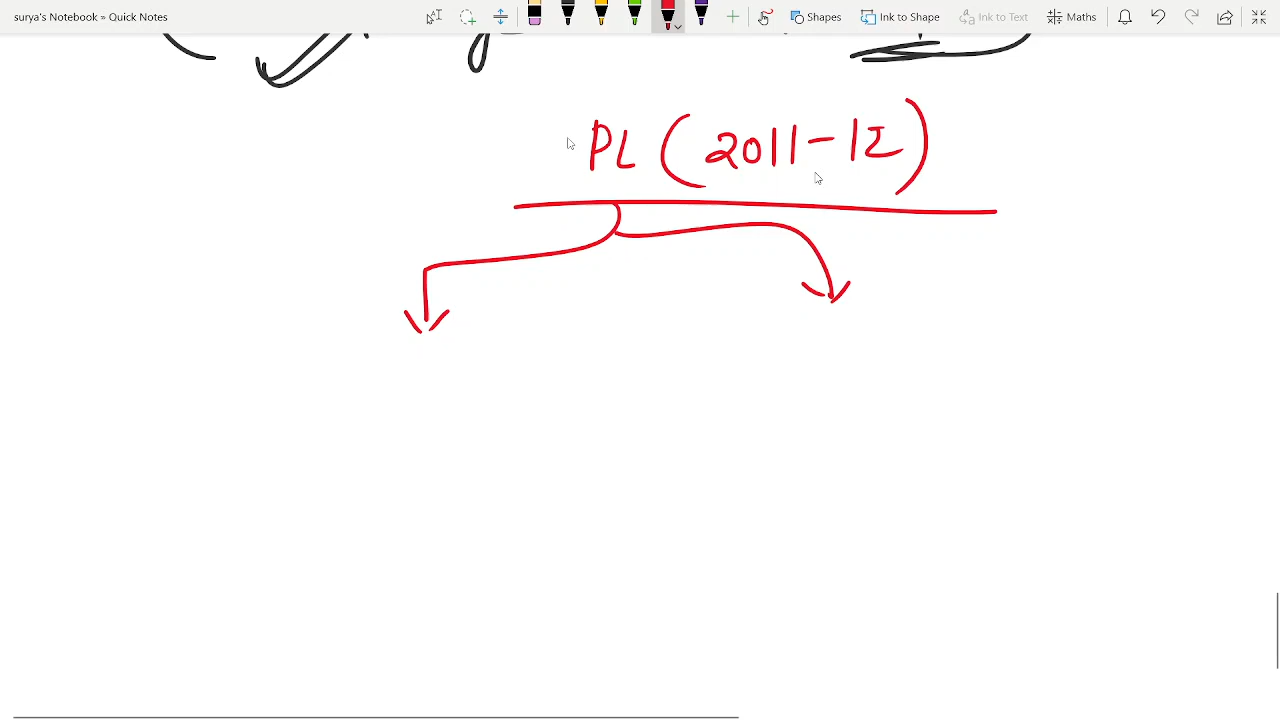 surya's Notebook » Quick Notes
Shapes
Ink to Shape
Ink to Text
Maths
PL (2011-12)